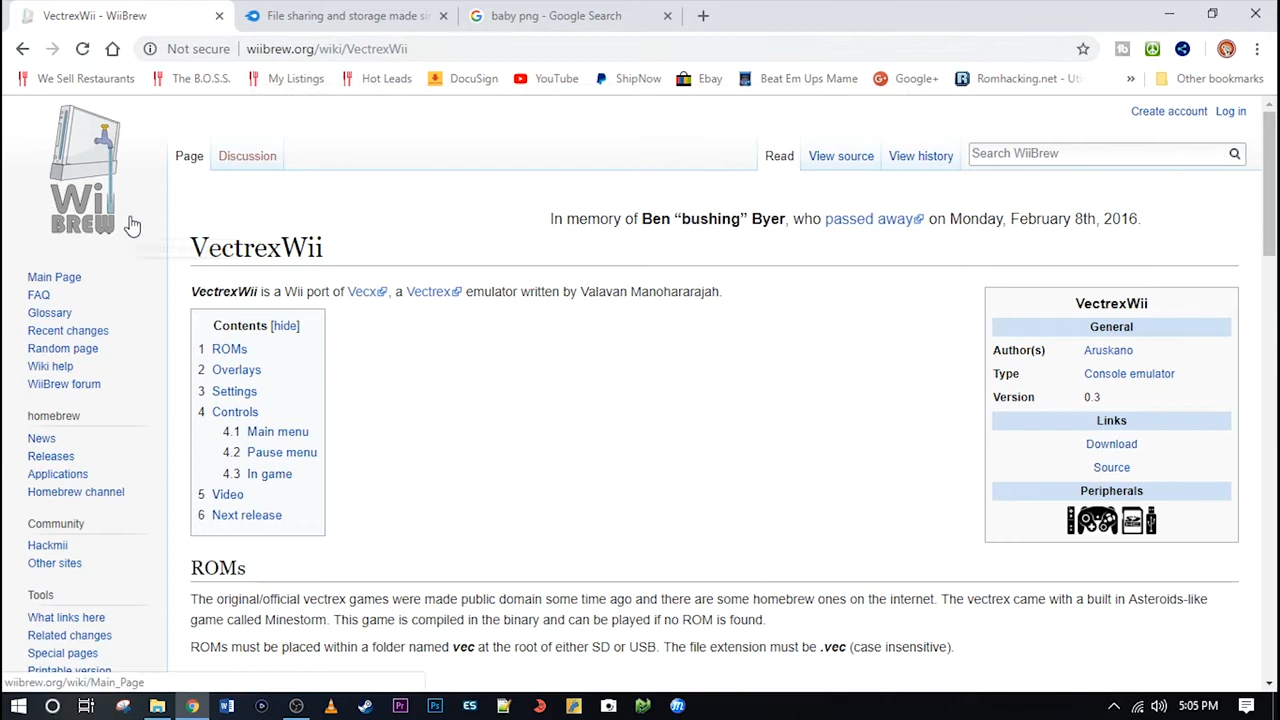 VectrexWii - WiiBrew
File sharing and storage made si
baby png - Google Search
Not secure
wiibrew.org/wiki/VectrexWii
We Sell Restaurants
The B.O.S.S.
My Listings
Hot Leads
DocuSign
YouTube
ShipNow
Ebay
Beat Em Ups Mame
Google+
Romhacking.net - Uti
»
Other bookmarks
Create account Log in
Wii
BREW
Page
Discussion
Read
View source
View history
Search WiiBrew
In memory of Ben “bushing” Byer, who passed away on Monday, February 8th, 2016.
VectrexWii
VectrexWii is a Wii port of Vecx, a Vectrex emulator written by Valavan Manohararajah.
Contents [hide]
1 ROMs
2 Overlays
3 Settings
4 Controls
4.1 Main menu
4.2 Pause menu
4.3 In game
5 Video
6 Next release
VectrexWii
General
Author(s) Aruskano
Type Console emulator
Version 0.3
Links
Download
Source
Peripherals
Main Page
FAQ
Glossary
Recent changes
Random page
Wiki help
WiiBrew forum
homebrew
News
Releases
Applications
Homebrew channel
Community
Hackmii
Other sites
Tools
What links here
Related changes
Special pages
Printable version
ROMs
The original/official vectrex games were made public domain some time ago and there are some homebrew ones on the internet. The vectrex came with a built in Asteroids-like
game called Minestorm. This game is compiled in the binary and can be played if no ROM is found.
ROMs must be placed within a folder named vec at the root of either SD or USB. The file extension must be .vec (case insensitive).
wiibrew.org/wiki/Main_Page
5:05 PM